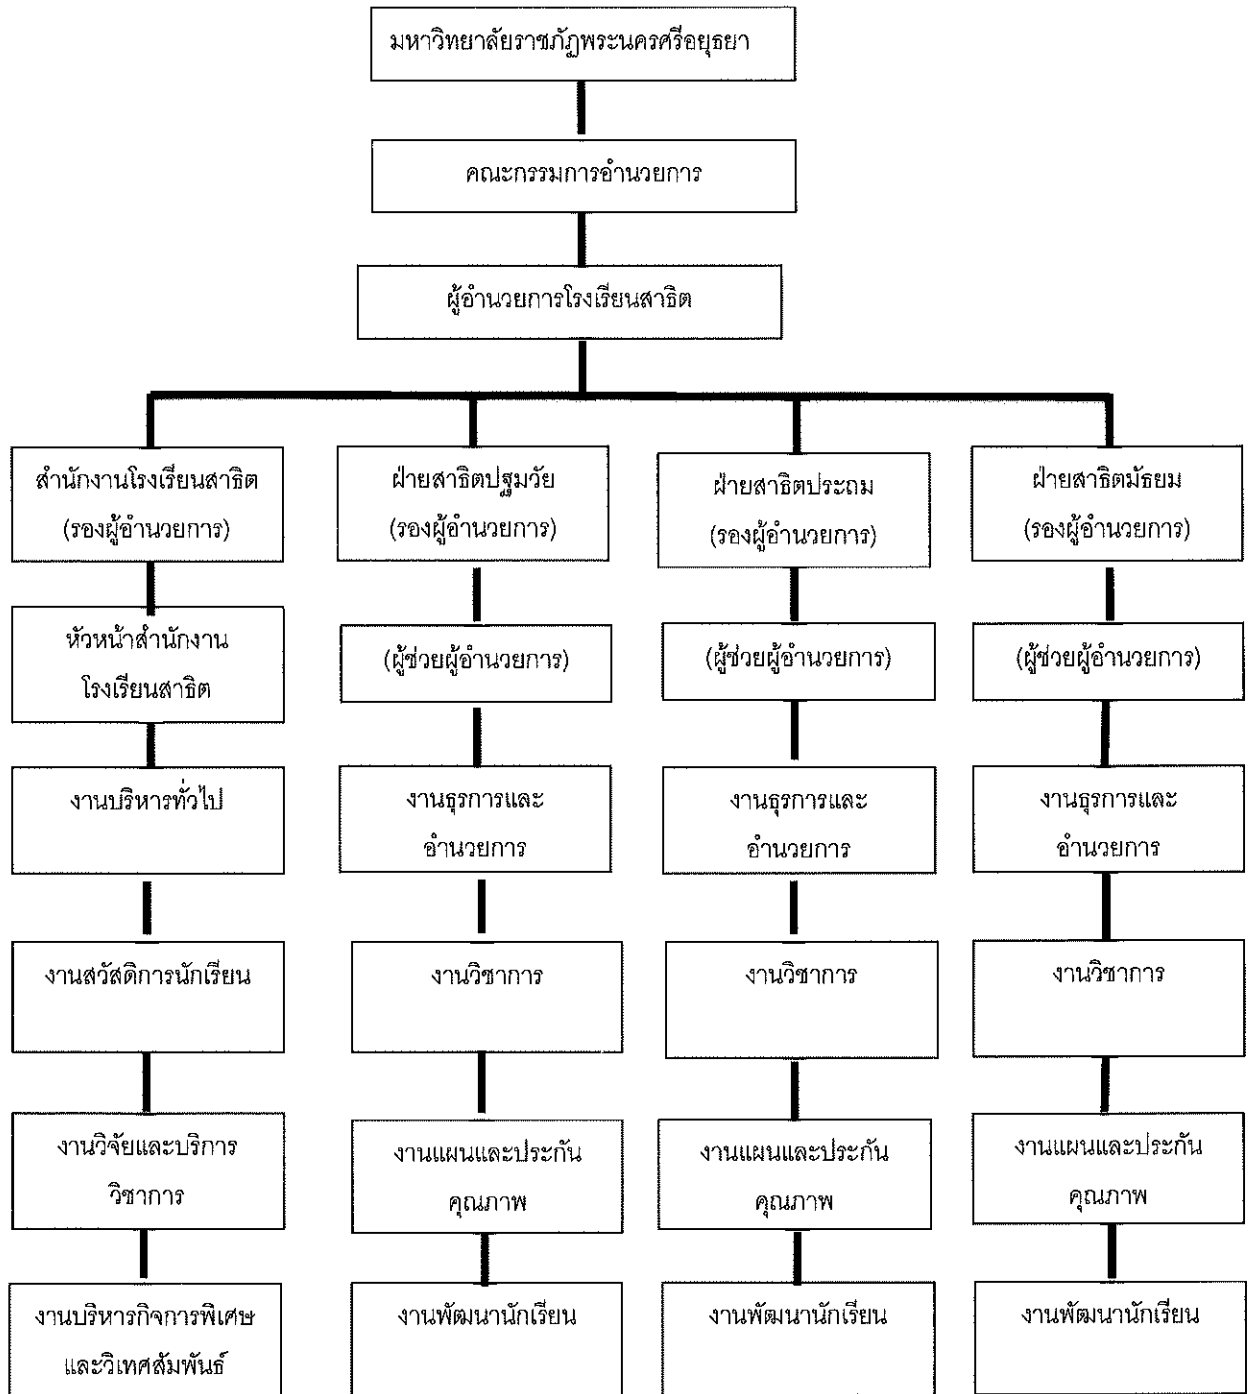 มหาวิทยาลัยราชภัฏพระนครศรีอยุธยา
คณะกรรมการอำนวยการ
ผู้อำนวยการโรงเรียนสาธิต
สำนักงานโรงเรียนสาธิต
(รองผู้อำนวยการ)
ฝ่ายสาธิตปฐมวัย
(รองผู้อำนวยการ)
ฝ่ายสาธิตประถม
(รองผู้อำนวยการ)
ฝ่ายสาธิตมัธยม
(รองผู้อำนวยการ)
หัวหน้าสำนักงาน
โรงเรียนสาธิต
(ผู้ช่วยผู้อำนวยการ)
(ผู้ช่วยผู้อำนวยการ)
(ผู้ช่วยผู้อำนวยการ)
งานบริหารทั่วไป
งานธุรการและ
อำนวยการ
งานธุรการและ
อำนวยการ
งานธุรการและ
อำนวยการ
งานสวัสดิการนักเรียน
งานวิชาการ
งานวิชาการ
งานวิชาการ
งานวิจัยและบริการ
วิชาการ
งานแผนและประกัน
คุณภาพ
งานแผนและประกัน
คุณภาพ
งานแผนและประกัน
คุณภาพ
งานบริหารกิจการพิเศษ
และวิเทศสัมพันธ์
งานพัฒนานักเรียน
งานพัฒนานักเรียน
งานพัฒนานักเรียน